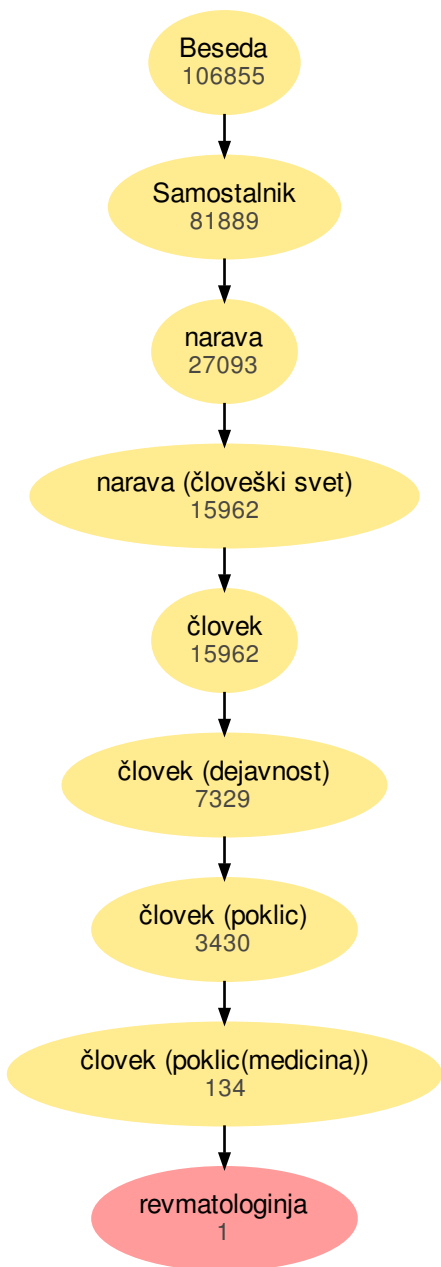 Beseda
106855
Samostalnik
81889
narava
27093
narava (človeški svet)
15962
človek
15962
človek (dejavnost)
7329
človek (poklic)
3430
človek (poklic(medicina))
134
revmatologinja
1